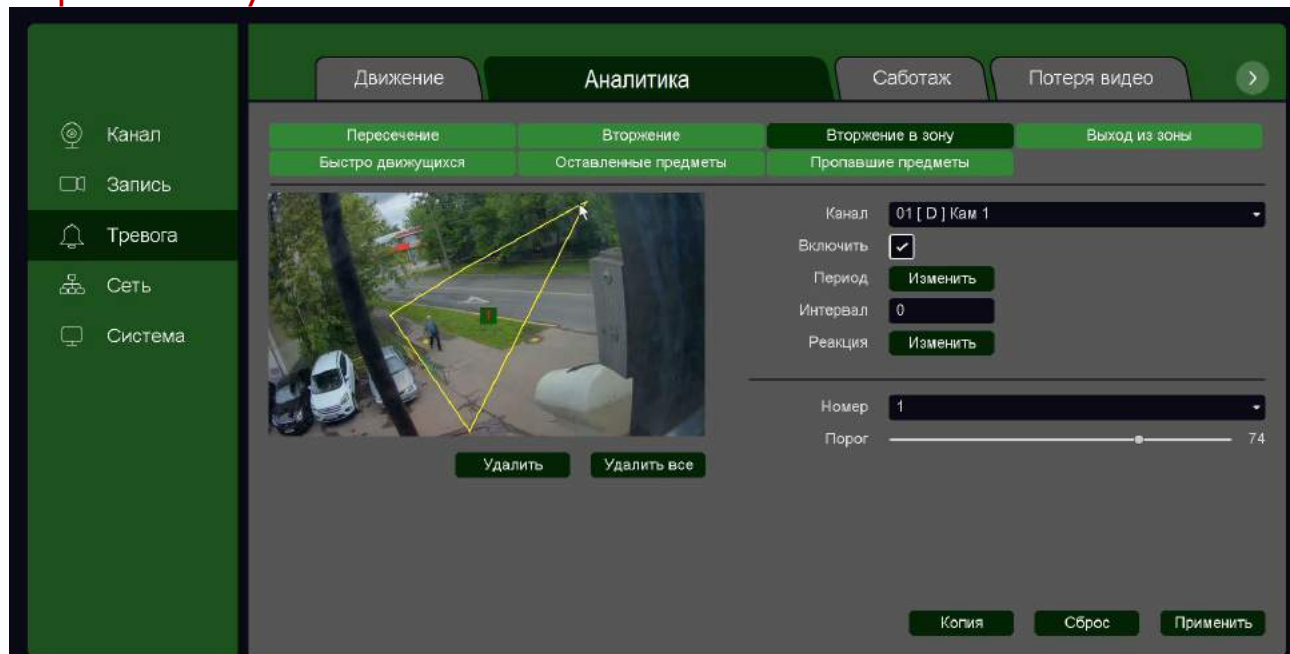 Движение Аналитика Саботаж Потеря видео >
Канал
Запись
Тревога
Сеть
Система
Пересечение Вторжение Вторжение в зону Выход из зоны
Быстро движущихся Оставленные предметы Пропавшие предметы
Канал 01 [ D ] Кам 1
Включить
Период Изменить
Интервал 0
Реакция Изменить
1
Номер 1
Порог 74
Удалить Удалить все
Копия Сброс Применить